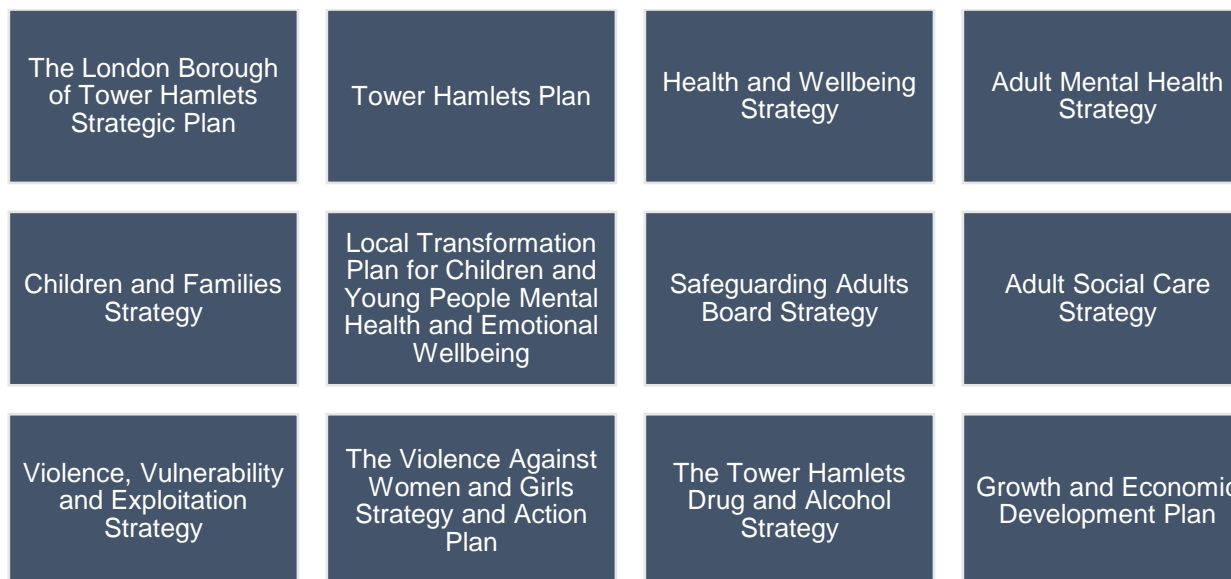 The London Borough
of Tower Hamlets
Strategic Plan
Tower Hamlets Plan
Health and Wellbeing
Strategy
Adult Mental Health
Strategy
Children and Families
Strategy
Local Transformation
Plan for Children and
Young People Mental
Health and Emotional
Wellbeing
Safeguarding Adults
Board Strategy
Adult Social Care
Strategy
Violence, Vulnerability
and Exploitation
Strategy
The Violence Against
Women and Girls
Strategy and Action
Plan
The Tower Hamlets
Drug and Alcohol
Strategy
Growth and Economic
Development Plan